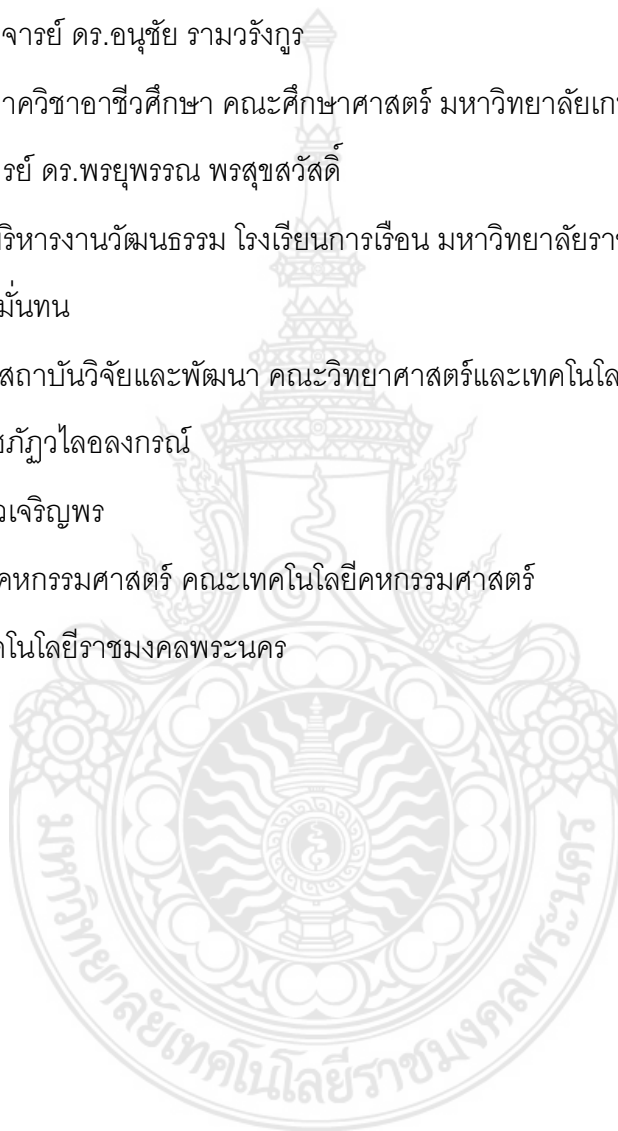 จารย์ ดร.อนุชัย รามวรังกูร
าควิชาอาชีวศึกษา คณะศึกษาศาสตร์ มหาวิทยาลัยเก
รย์ ดร.พรยุพรรณ พรสุขสวัสดิ์
ริหารงานวัฒนธรรม โรงเรียนการเรือน มหาวิทยาลัยรา
มั่นทน
สถาบันวิจัยและพัฒนา คณะวิทยาศาสตร์และเทคโนโล
ชภัฏวไลอลงกรณ์
วเจริญพร
คหกรรมศาสตร์ คณะเทคโนโลยีคหกรรมศาสตร์
คโนโลยีราชมงคลพระนคร
มหาวิทยาลัยเทคโนโลยีราชมงคลพระนคร